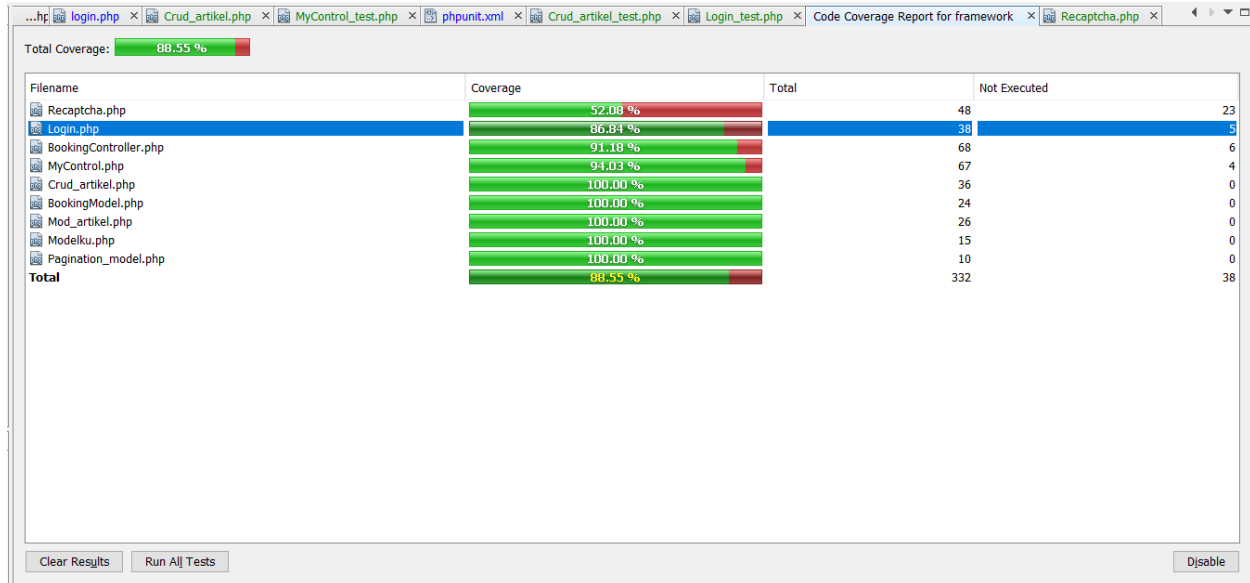 ...hp login.php × Crud_artikel.php × MyControl_test.php × phpunit.xml × Crud_artikel_test.php × Login_test.php × Code Coverage Report for framework × Recaptcha.php ×
Total Coverage: 88.55 %
Filename Coverage Total Not Executed
Recaptcha.php 52.08 % 48 23
Login.php 86.84 % 38 5
BookingController.php 91.18 % 68 6
MyControl.php 94.03 % 67 4
Crud_artikel.php 100.00 % 36 0
BookingModel.php 100.00 % 24 0
Mod_artikel.php 100.00 % 26 0
Modelku.php 100.00 % 15 0
Pagination_model.php 100.00 % 10 0
Total 88.55 % 332 38
Clear Results Run All Tests Disable